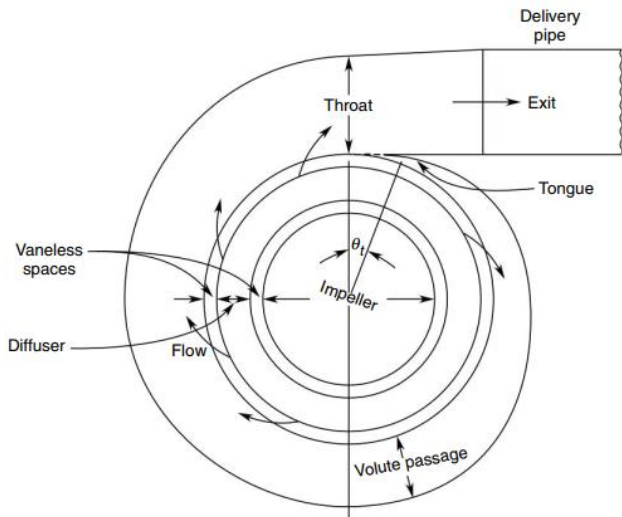 Delivery
pipe
Throat
Exit
Tongue
Vaneless
spaces
θt
Impeller
Diffuser
Flow
Volute passage